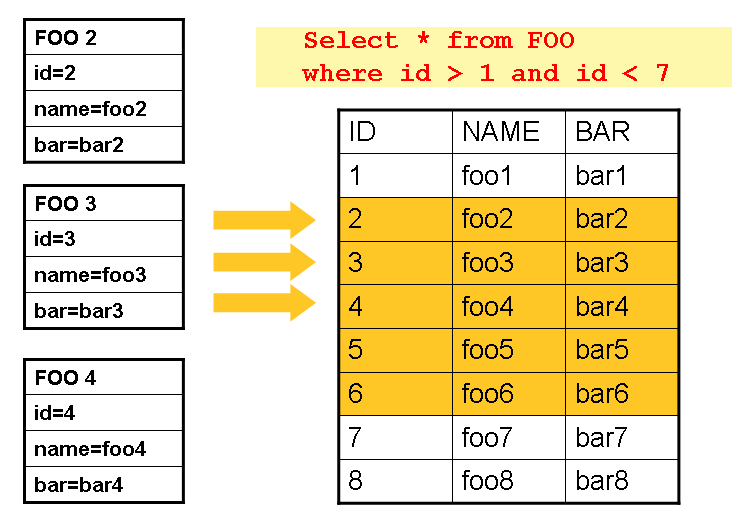 FOO 2
id=2
name=foo2
bar=bar2
FOO 3
id=3
name=foo3
bar=bar3
FOO 4
id=4
name=foo4
bar=bar4
Select * from FOO
where id > 1 and id < 7
ID NAME BAR
1 foo1 bar1
2 foo2 bar2
3 foo3 bar3
4 foo4 bar4
5 foo5 bar5
6 foo6 bar6
7 foo7 bar7
8 foo8 bar8